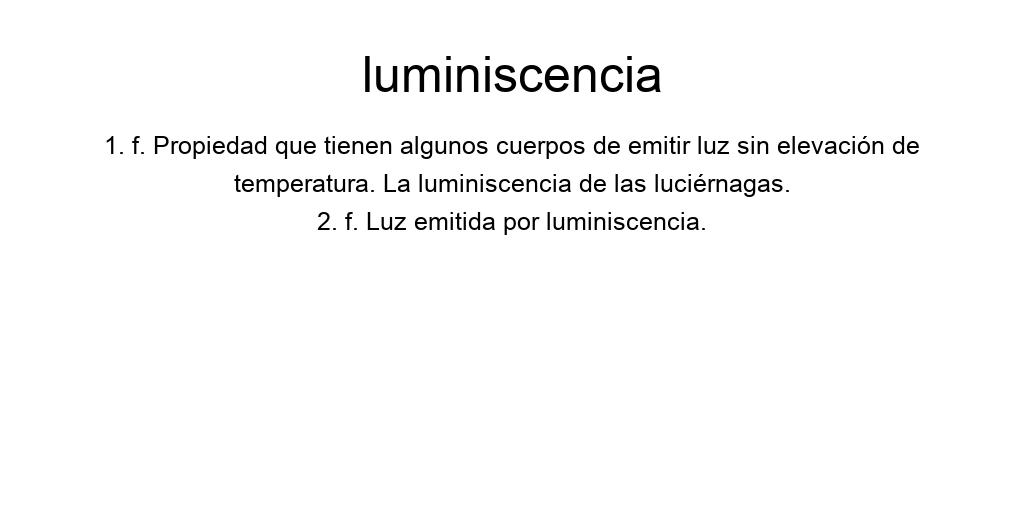 luminiscencia
1. f. Propiedad que tienen algunos cuerpos de emitir luz sin elevación de
temperatura. La luminiscencia de las luciérnagas.
2. f. Luz emitida por luminiscencia.